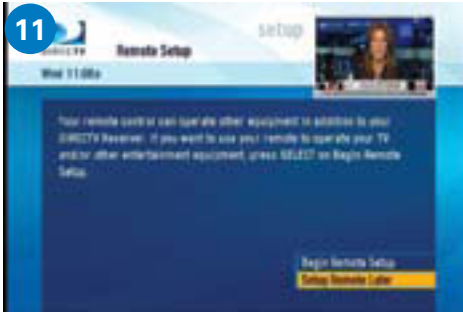 11
setup
DIRECTV
Remote Setup
Wed 11:00a
Your remote control can operate other equipment in addition to your
DIRECTV Receiver. If you want to use your remote to operate your TV
and/or other entertainment equipment, press SELECT on Begin Remote
Setup.
Begin Remote Setup
Setup Remote Later